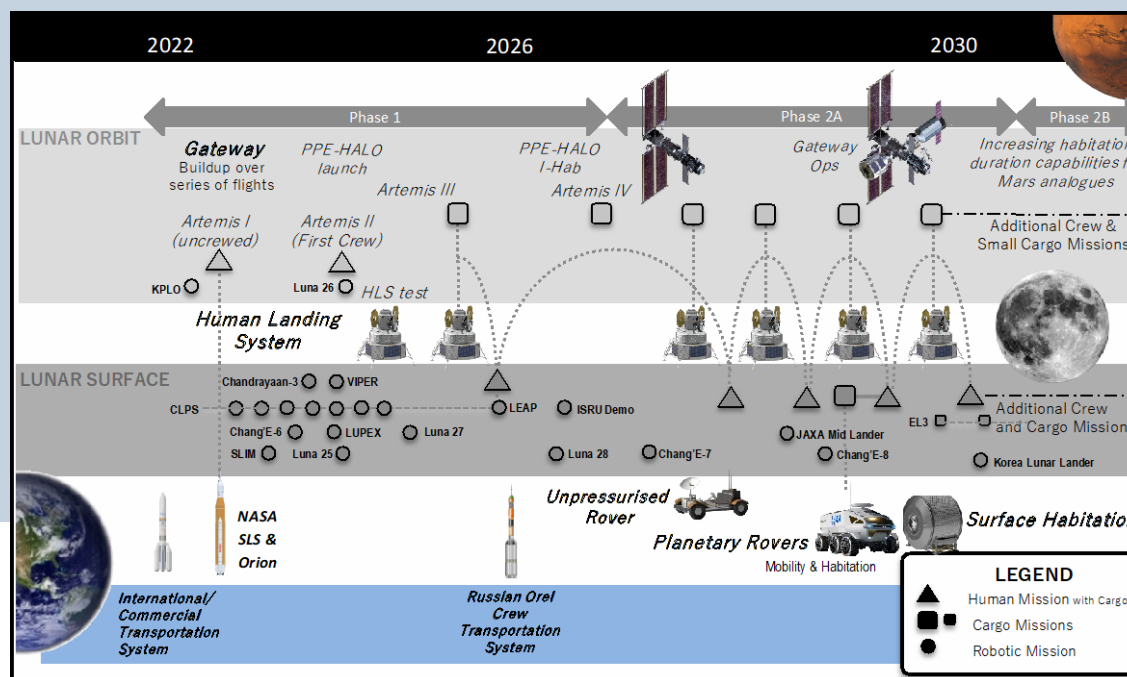 2022
2026
2030
Phase 1
Phase 2A
Phase 2B
LUNAR ORBIT
Gateway
Buildup over
series of flights
PPE-HALO
launch
PPE-HALO
I-Hab
Gateway
Ops
Increasing habitation
duration capabilities f
Mars analogues
Artemis III
Artemis IV
Artemis I
(uncrewed)
Artemis II
(First Crew)
Additional Crew &
Small Cargo Missions
KPLO
Luna 26
HLS test
Human Landing
System
LUNAR SURFACE
Chandrayaan-3
VIPER
CLPS
LEAP
ISRU Demo
EL3
Additional Crew
and Cargo Mission
Chang'E-6
LUPEX
Luna 27
JAXA Mid Lander
SLIM
Luna 25
Luna 28
Chang'E-7
Chang'E-8
Korea Lunar Lander
Unpressurised
Rover
NASA
SLS &
Orion
Planetary Rovers
Mobility & Habitation
Surface Habitation
International/
Commercial
Transportation
System
Russian Orel
Crew
Transportation
System
LEGEND
Human Mission with Cargo
Cargo Missions
Robotic Mission